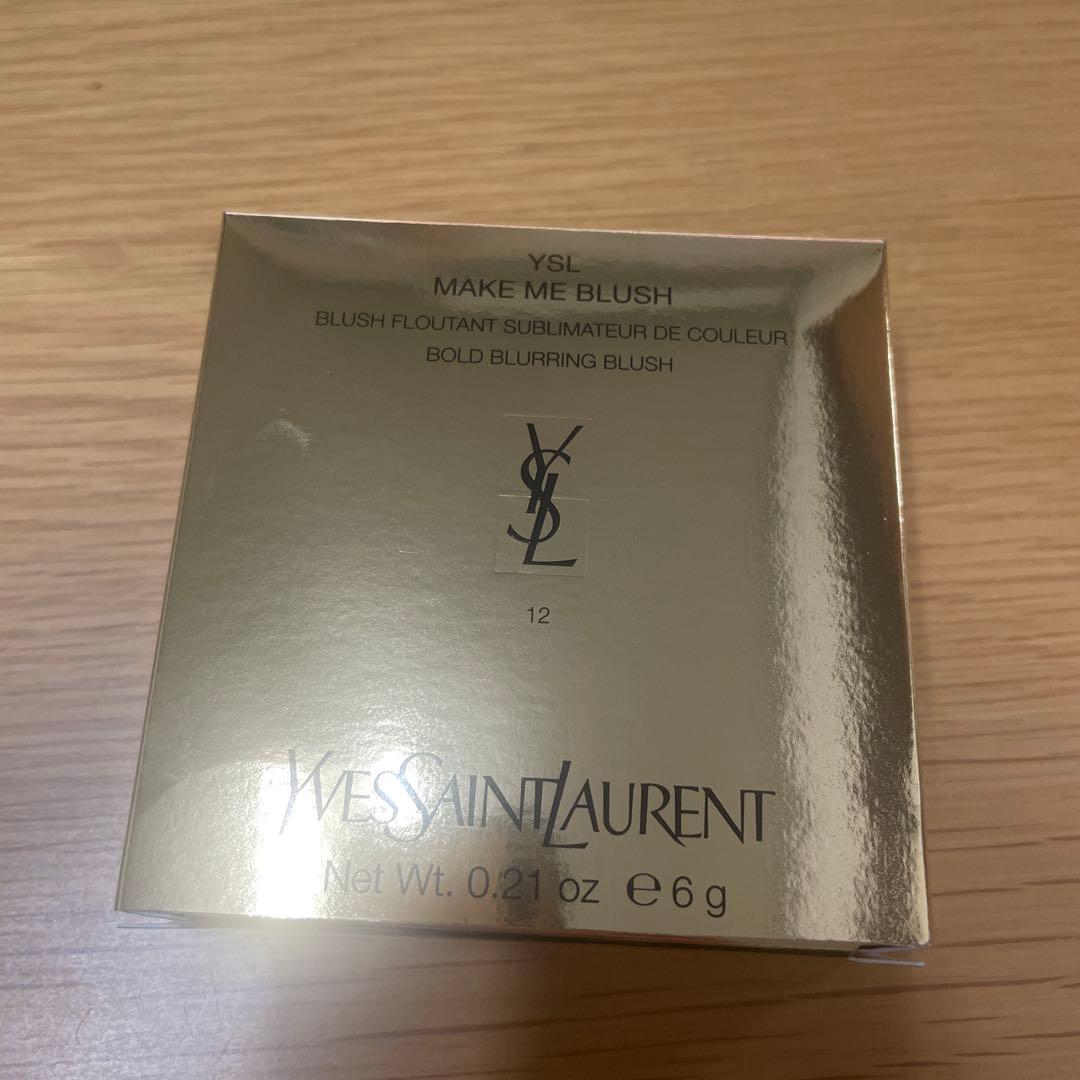 YSL
MAKE ME BLUSH
BLUSH FLOUTANT SUBLIMATEUR DE COULEUR
BOLD BLURRING BLUSH
YSL
12
YVESSAINTLAURENT
Net Wt. 0.21 oz ℮ 6 g